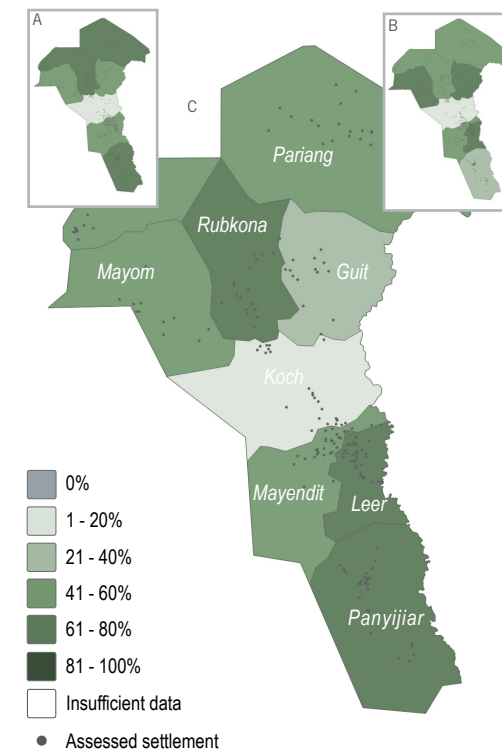 A
B
C
Pariang
Rubkona
Mayom
Guit
Koch
Mayendit
Leer
Panyijiar
0%
1 - 20%
21 - 40%
41 - 60%
61 - 80%
81 - 100%
Insufficient data
Assessed settlement